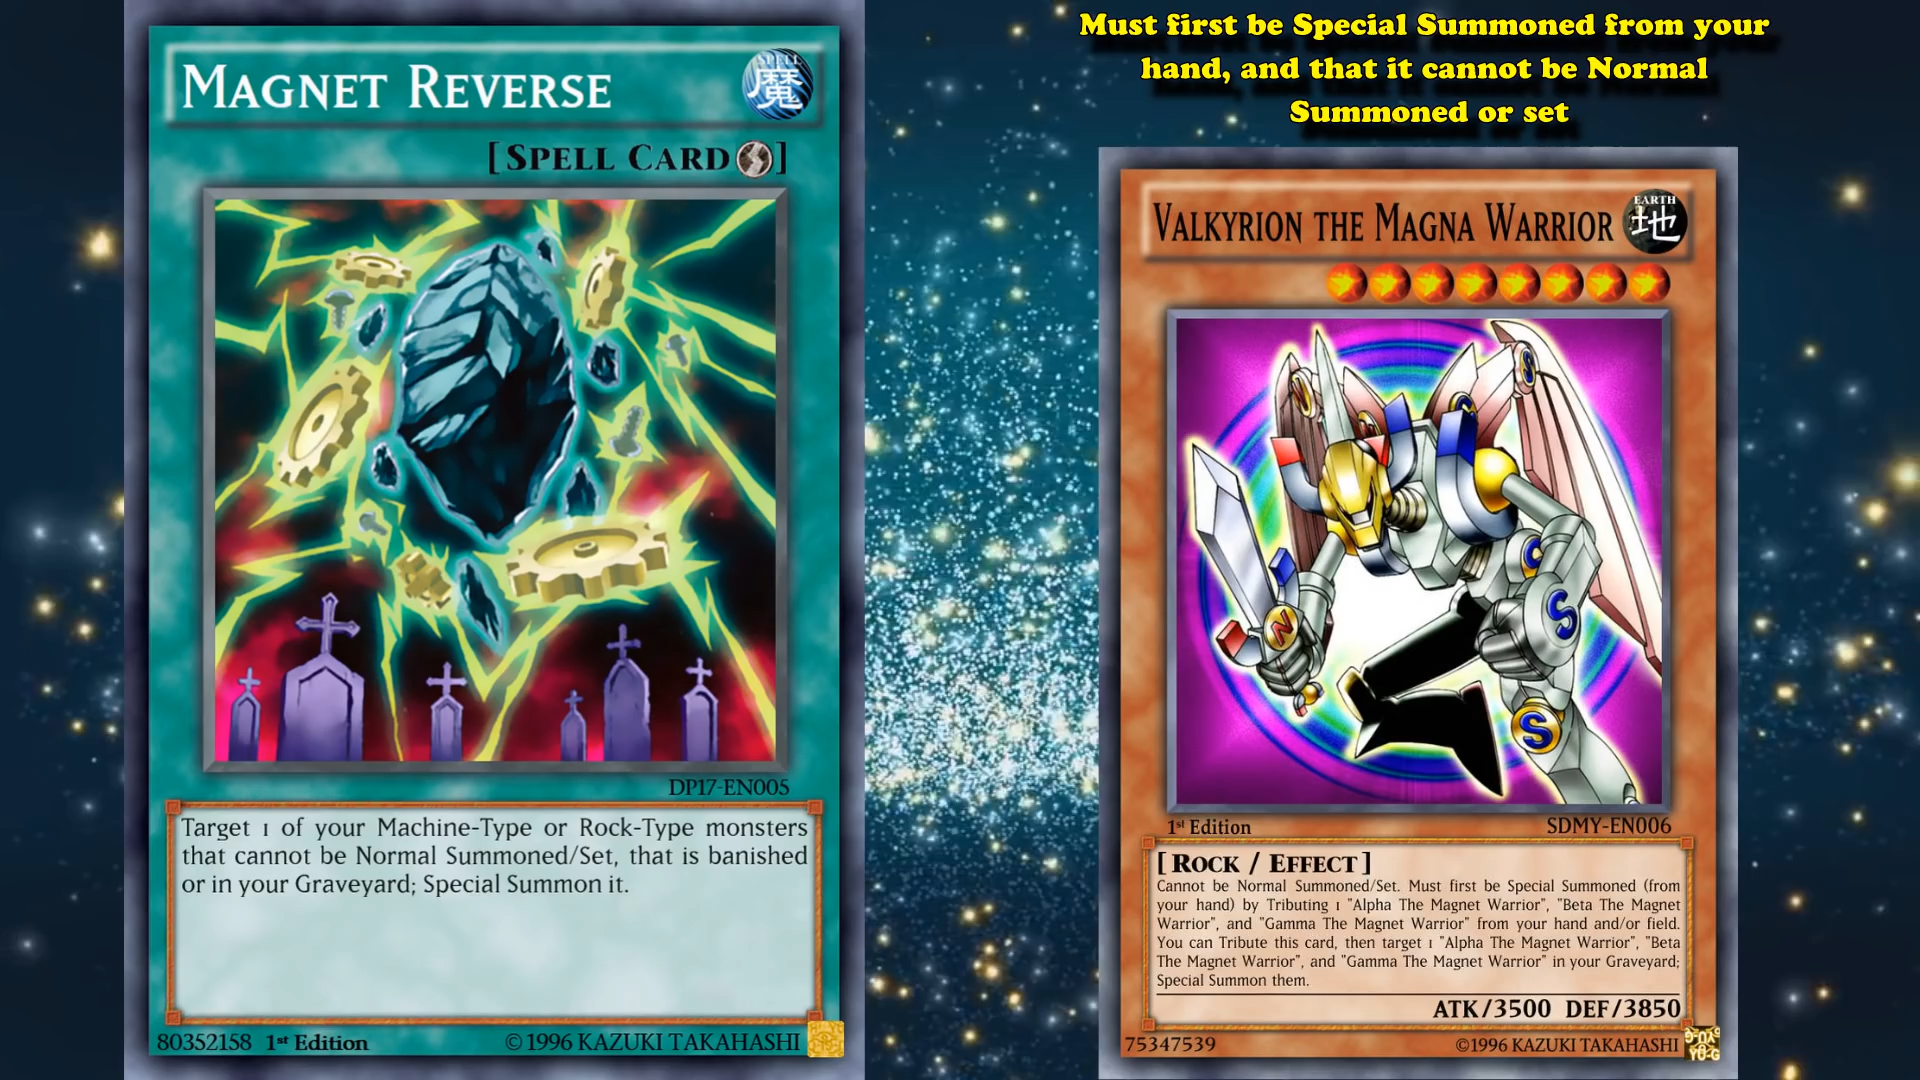 Must first be Special Summoned from your
hand, and that it cannot be Normal
Summoned or set
MAGNET REVERSE
SPELL
魔
[SPELL CARD]
DP17-EN005
Target 1 of your Machine-Type or Rock-Type monsters
that cannot be Normal Summoned/Set, that is banished
or in your Graveyard; Special Summon it.
80352158 1st Edition ©1996 KAZUKI TAKAHASHI
VALKYRION THE MAGNA WARRIOR
EARTH
地
N
S
S
S
N
S
1st Edition SDMY-EN006
[ROCK / EFFECT]
Cannot be Normal Summoned/Set. Must first be Special Summoned (from
your hand) by Tributing 1 "Alpha The Magnet Warrior", "Beta The Magnet
Warrior", and "Gamma The Magnet Warrior" from your hand and/or field.
You can Tribute this card, then target 1 "Alpha The Magnet Warrior", "Beta
The Magnet Warrior", and "Gamma The Magnet Warrior" in your Graveyard;
Special Summon them.
ATK/3500 DEF/3850
75347539 ©1996 KAZUKI TAKAHASHI